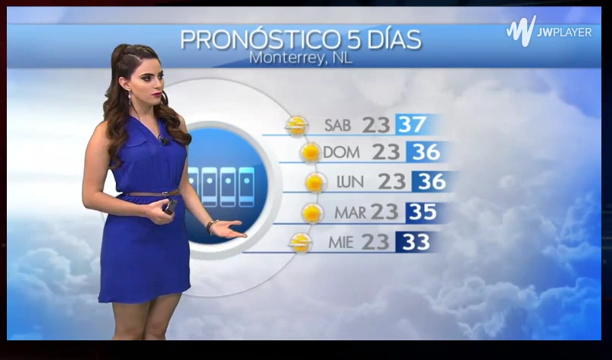 PRONÓSTICO 5 DÍAS
Monterrey, NL
JWPLAYER
SAB 23 37
DOM 23 36
LUN 23 36
MAR 23 35
MIE 23 33